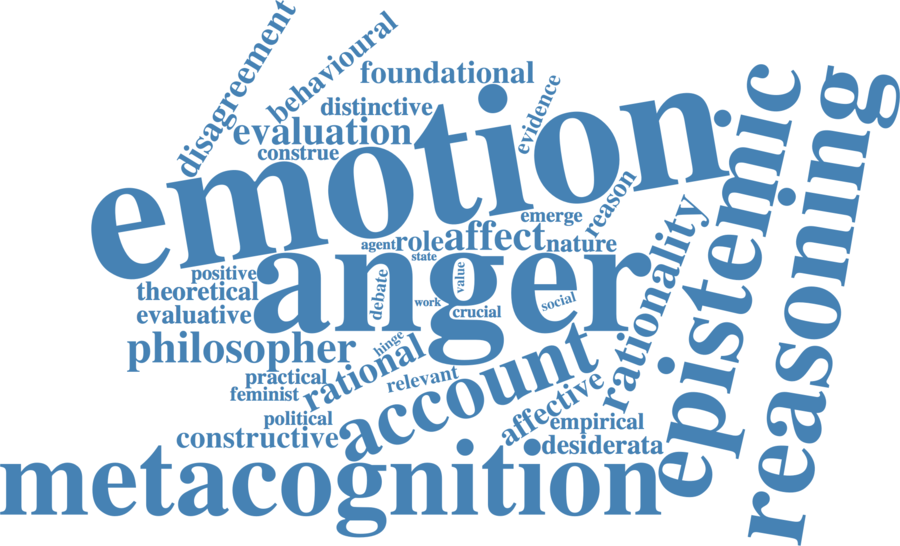 disagreement
behavioural
foundational
distinctive
evidence
evaluation
construe
emotion
epistemic
reasoning
reason
emerge
agent
role
affect
nature
state
rationality
positive
anger
theoretical
debate
value
work
social
evaluative
crucial
philosopher
hinge
rational
account
practical
relevant
feminist
affective
political
empirical
constructive
desiderata
metacognition